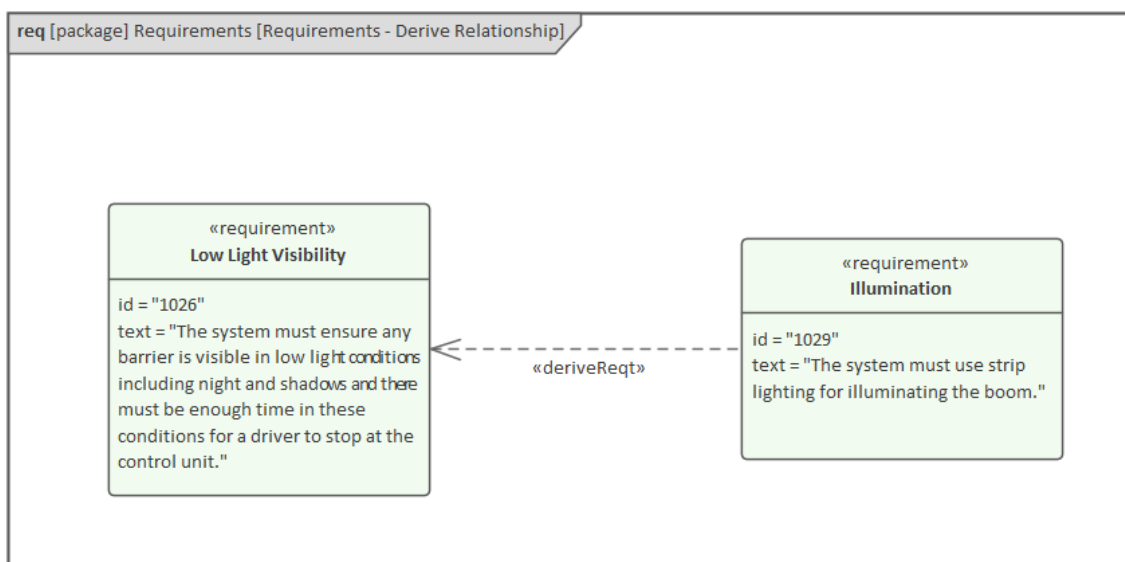 req [package] Requirements [Requirements - Derive Relationship]
«requirement»
Low Light Visibility
id = "1026"
text = "The system must ensure any
barrier is visible in low light conditions
including night and shadows and there
must be enough time in these
conditions for a driver to stop at the
control unit."
«deriveReqt»
«requirement»
Illumination
id = "1029"
text = "The system must use strip
lighting for illuminating the boom."